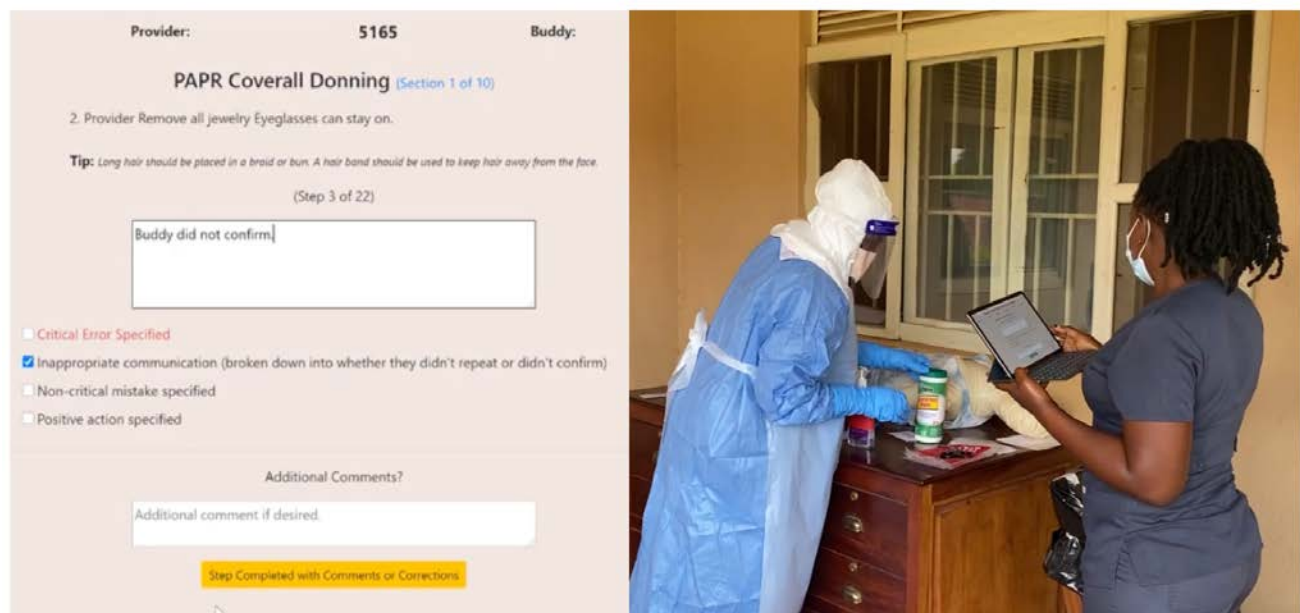 Provider: 5165 Buddy:
PAPR Coverall Donning (Section 1 of 10)
2. Provider Remove all jewelry Eyeglasses can stay on.
Tip: Long hair should be placed in a braid or bun. A hair band should be used to keep hair away from the face.
(Step 3 of 22)
Buddy did not confirm.
Critical Error Specified
Inappropriate communication (broken down into whether they didn't repeat or didn't confirm)
Non-critical mistake specified
Positive action specified
Additional Comments?
Additional comment if desired.
Step Completed with Comments or Corrections